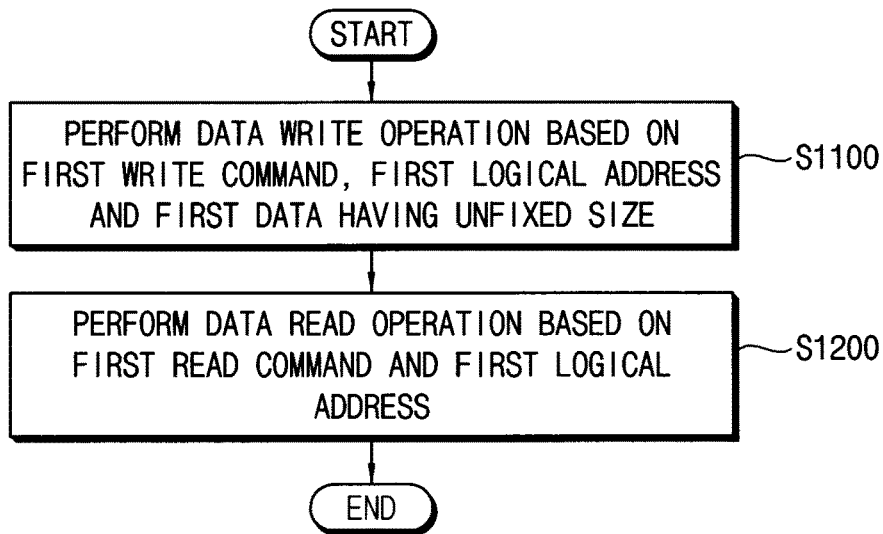 START
PERFORM DATA WRITE OPERATION BASED ON
FIRST WRITE COMMAND, FIRST LOGICAL ADDRESS
AND FIRST DATA HAVING UNFIXED SIZE
S1100
PERFORM DATA READ OPERATION BASED ON
FIRST READ COMMAND AND FIRST LOGICAL
ADDRESS
S1200
END